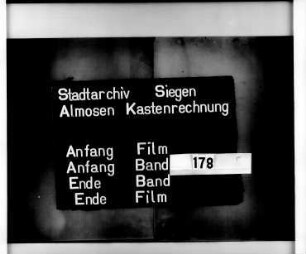 Stadtarchiv Siegen
Almosen Kastenrechnung
Anfang Film
Anfang Band 178
Ende Band
Ende Film